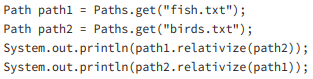 Path path1 = Paths.get("fish.txt");
Path path2 = Paths.get("birds.txt");
System.out.println(path1.relativize(path2));
System.out.println(path2.relativize(path1));